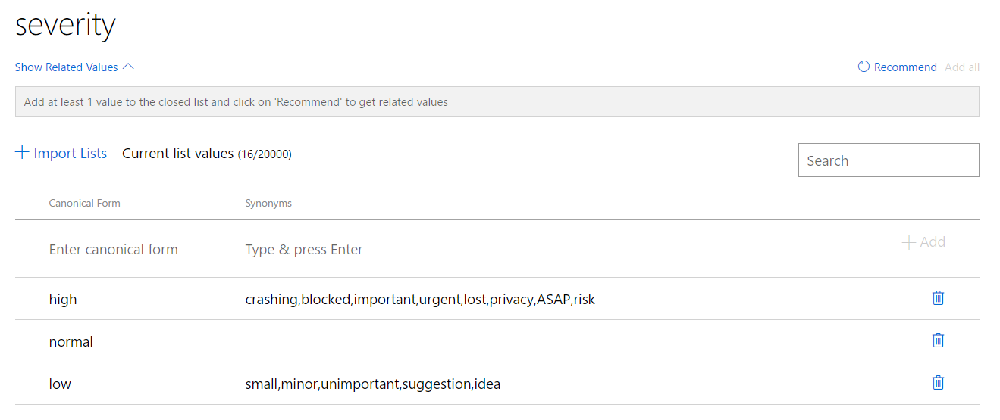 severity
Show Related Values
Recommend Add all
Add at least 1 value to the closed list and click on 'Recommend' to get related values
Import Lists Current list values (16/20000)
Search
Canonical Form Synonyms
Enter canonical form Type & press Enter Add
high crashing,blocked,important,urgent,lost,privacy,ASAP,risk
normal
low small,minor,unimportant,suggestion,idea